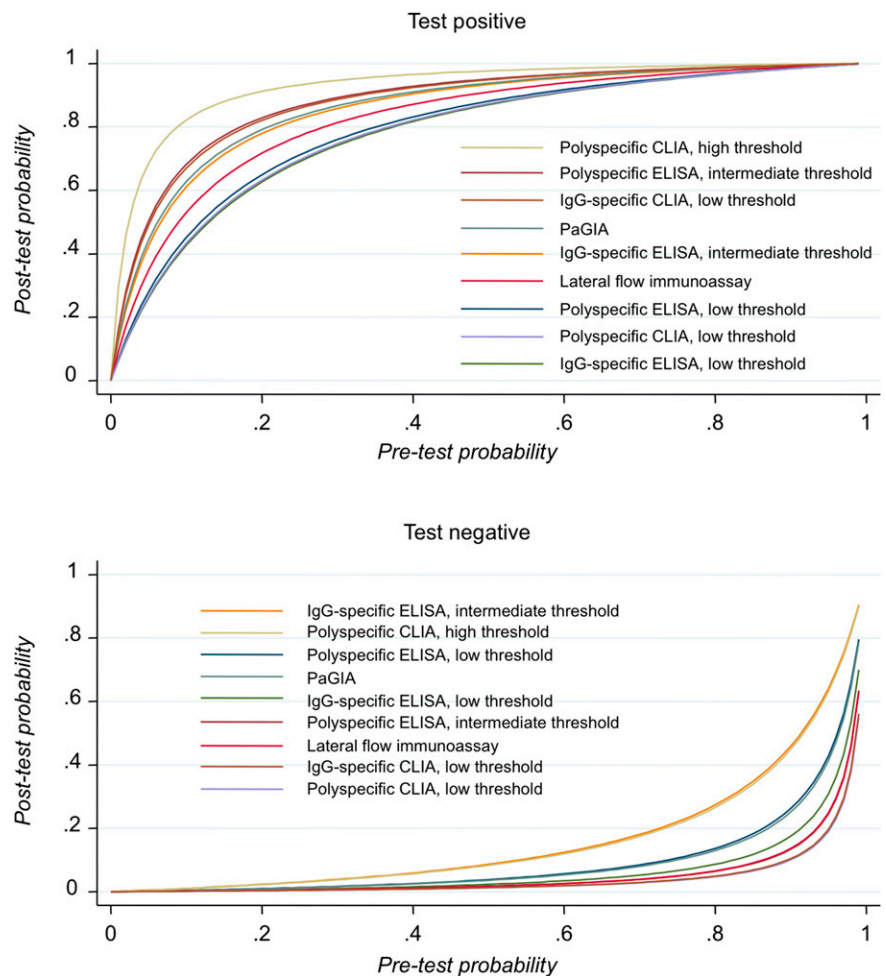 Test positive
Post-test probability
1
.8
.6
.4
.2
0
Polyspecific CLIA, high threshold
Polyspecific ELISA, intermediate threshold
IgG-specific CLIA, low threshold
PaGIA
IgG-specific ELISA, intermediate threshold
Lateral flow immunoassay
Polyspecific ELISA, low threshold
Polyspecific CLIA, low threshold
IgG-specific ELISA, low threshold
0 .2 .4 .6 .8 1
Pre-test probability
Test negative
Post-test probability
1
.8
.6
.4
.2
0
IgG-specific ELISA, intermediate threshold
Polyspecific CLIA, high threshold
Polyspecific ELISA, low threshold
PaGIA
IgG-specific ELISA, low threshold
Polyspecific ELISA, intermediate threshold
Lateral flow immunoassay
IgG-specific CLIA, low threshold
Polyspecific CLIA, low threshold
0 .2 .4 .6 .8 1
Pre-test probability